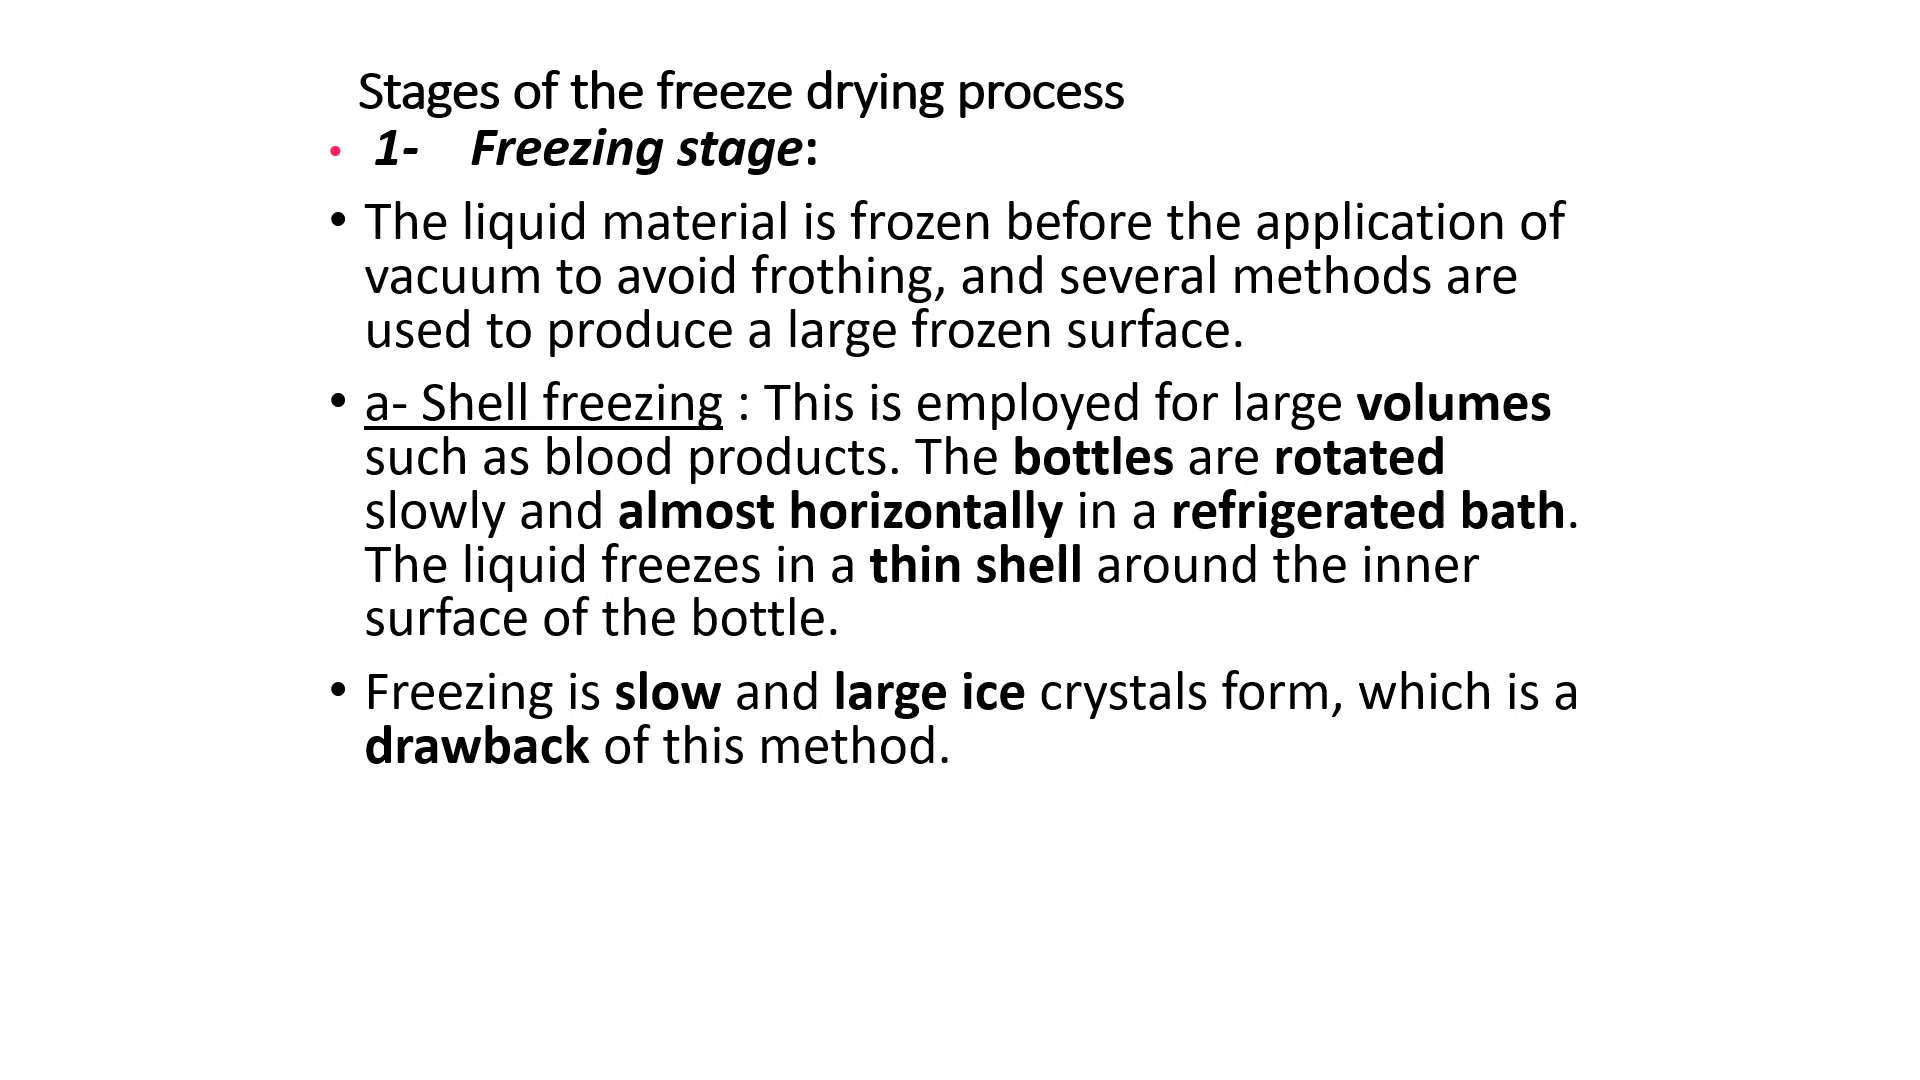 Stages of the freeze drying process
• 1- Freezing stage:
• The liquid material is frozen before the application of
vacuum to avoid frothing, and several methods are
used to produce a large frozen surface.
• a- Shell freezing : This is employed for large volumes
such as blood products. The bottles are rotated
slowly and almost horizontally in a refrigerated bath.
The liquid freezes in a thin shell around the inner
surface of the bottle.
• Freezing is slow and large ice crystals form, which is a
drawback of this method.